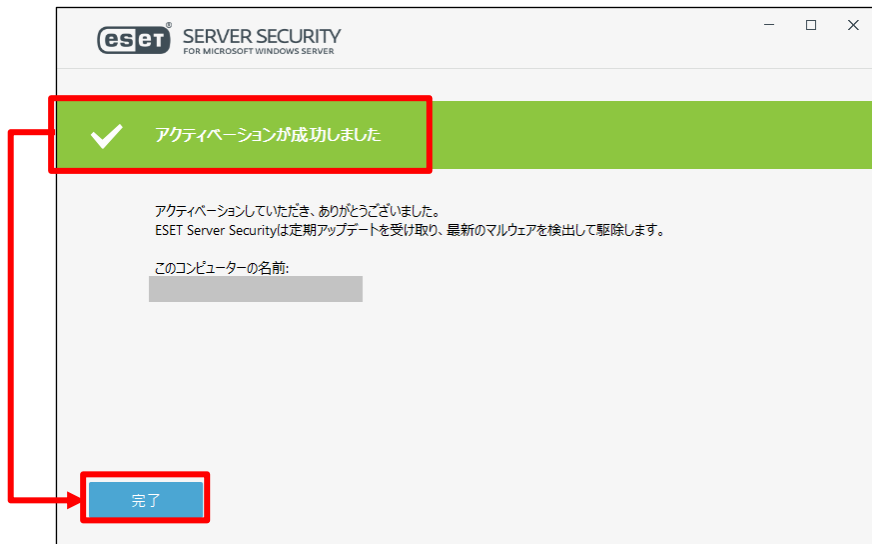 eset® SERVER SECURITY
FOR MICROSOFT WINDOWS SERVER
アクティベーションが成功しました
アクティベーションしていただき、ありがとうございました。
ESET Server Securityは定期アップデートを受け取り、最新のマルウェアを検出して駆除します。
このコンピューターの名前:
完了